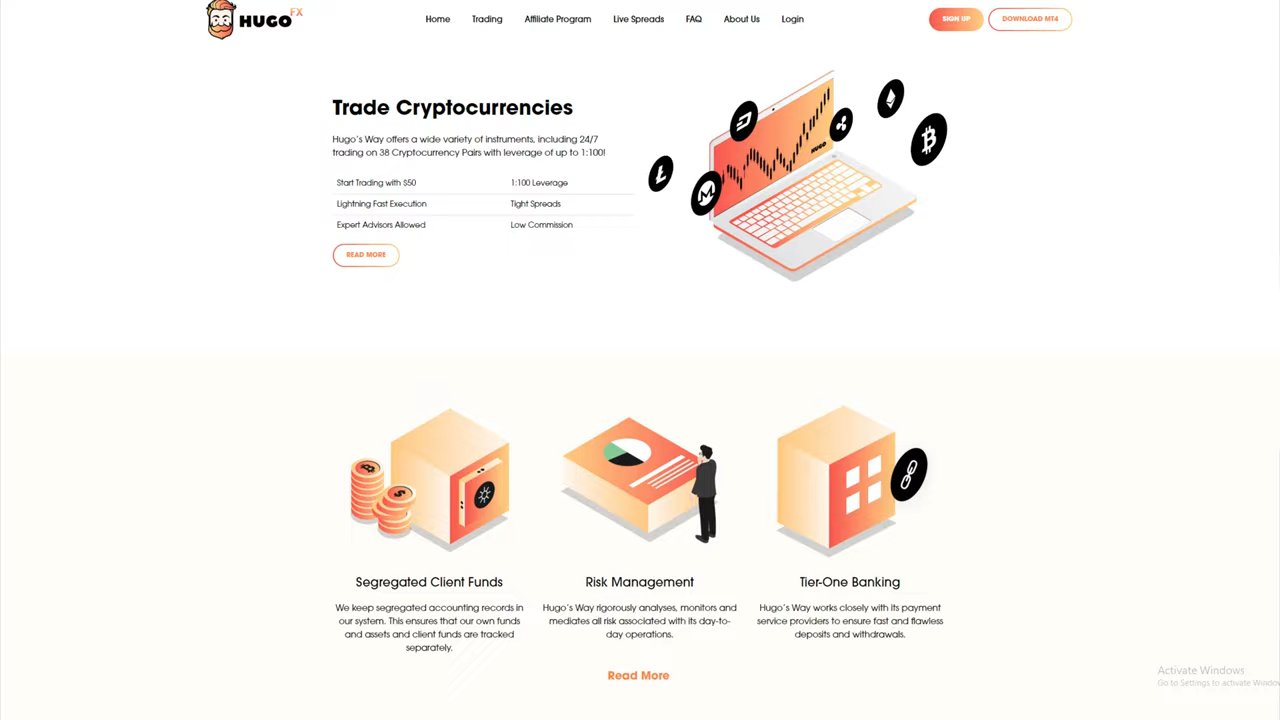 HUGO FX
Home Trading Affiliate Program Live Spreads FAQ About Us Login
SIGN UP DOWNLOAD MT4
Trade Cryptocurrencies
Hugo's Way offers a wide variety of instruments, including 24/7
trading on 38 Cryptocurrency Pairs with leverage of up to 1:100!
Start Trading with $50 1:100 Leverage
Lightning Fast Execution Tight Spreads
Expert Advisors Allowed Low Commission
READ MORE
HUGO
Segregated Client Funds
We keep segregated accounting records in
our system. This ensures that our own funds
and assets and client funds are tracked
separately.
Risk Management
Hugo's Way rigorously analyses, monitors and
mediates all risk associated with its day-to-
day operations.
Tier-One Banking
Hugo's Way works closely with its payment
service providers to ensure fast and flawless
deposits and withdrawals.
Read More
Activate Windows
Go to Settings to activate Window